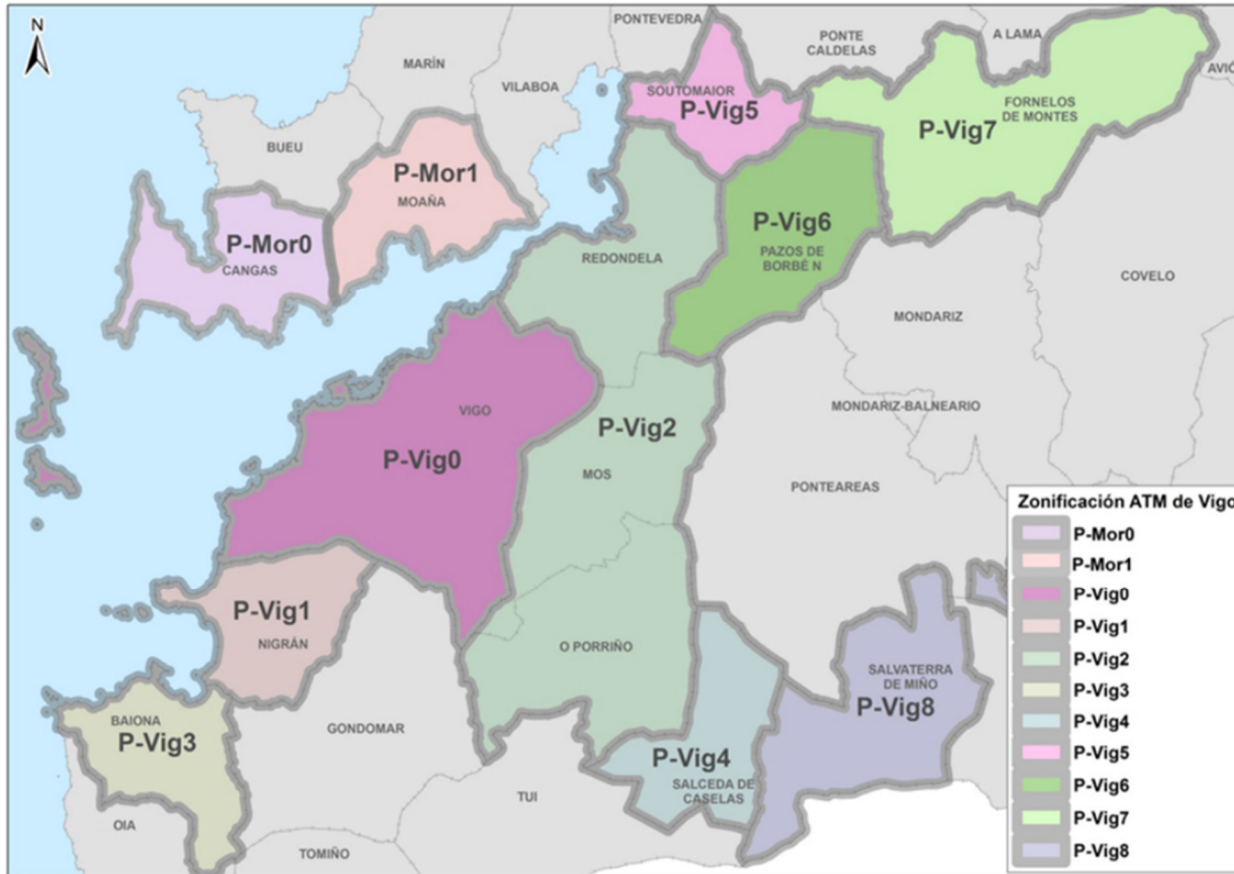 N
PONTEVEDRA
PONTE
CALDELAS
A LAMA
MARÍN
VILABOA
SOUTOMAIOR
P-Vig5
FORNELOS
DE MONTES
P-Vig7
BUEU
P-Mor1
MOAÑA
P-Vig6
PAZOS DE
BORBÉ N
P-Mor0
CANGAS
REDONDELA
COVELO
MONDARIZ
VIGO
P-Vig0
P-Vig2
MONDARIZ-BALNEARIO
MOS
PONTEAREAS
P-Vig1
NIGRÁN
O PORRIÑO
SALVATERRA
DE MIÑO
P-Vig8
BAIONA
P-Vig3
GONDOMAR
P-Vig4
SALCEDA DE
CASELAS
TUI
OIA
TOMIÑO
Zonificación ATM de Vigo
P-Mor0
P-Mor1
P-Vig0
P-Vig1
P-Vig2
P-Vig3
P-Vig4
P-Vig5
P-Vig6
P-Vig7
P-Vig8